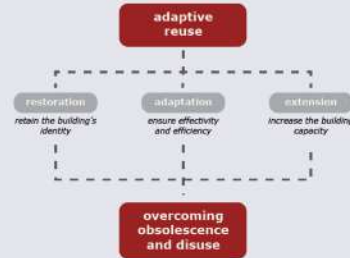 adaptive
reuse
restoration
adaptation
extension
retain the building's
identity
ensure effectivity
and efficiency
increase the building
capacity
overcoming
obsolescence
and disuse